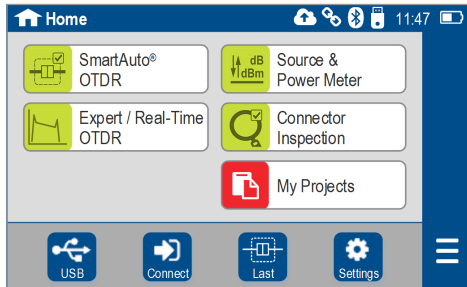 Home
11:47
SmartAuto®
OTDR
dB
dBm
Source &
Power Meter
Expert / Real-Time
OTDR
Connector
Inspection
My Projects
USB
Connect
Last
Settings